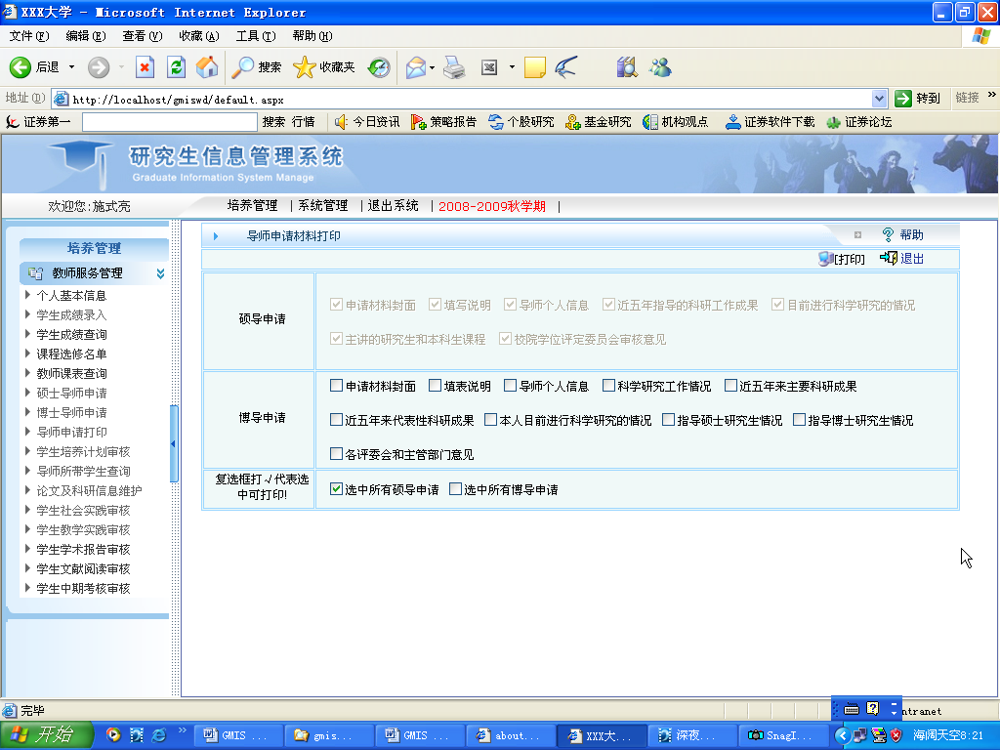 XXX大学 - Microsoft Internet Explorer
文件(F) 编辑(E) 查看(V) 收藏(A) 工具(T) 帮助(H)
后退 搜索 收藏夹
地址(D) http://localhost/gmiswd/default.aspx 转到 链接 »
证券第一 搜索 行情 今日资讯 策略报告 个股研究 基金研究 机构观点 证券软件下载 证券论坛
研究生信息管理系统
Graduate Information System Manage
欢迎您:施式亮 培养管理 | 系统管理 | 退出系统 | 2008-2009秋学期 |
培养管理
教师服务管理
个人基本信息
学生成绩录入
学生成绩查询
课程选修名单
教师课表查询
硕士导师申请
博士导师申请
导师申请打印
学生培养计划审核
导师所带学生查询
论文及科研信息维护
学生社会实践审核
学生教学实践审核
学生学术报告审核
学生文献阅读审核
学生中期考核审核
导师申请材料打印 帮助
[打印] 退出
硕导申请
申请材料封面 填写说明 导师个人信息 近五年指导的科研工作成果 目前进行科学研究的情况
主讲的研究生和本科生课程 校院学位评定委员会审核意见
博导申请
申请材料封面 填表说明 导师个人信息 科学研究工作情况 近五年来主要科研成果
近五年来代表性科研成果 本人目前进行科学研究的情况 指导硕士研究生情况 指导博士研究生情况
各评委会和主管部门意见
复选框打√代表选
中可打印!
选中所有硕导申请 选中所有博导申请
完毕 ntranet
开始 » GMIS ... gmis... GMIS ... about... XXX大... 深夜... SnagI... 海阔天空8:21